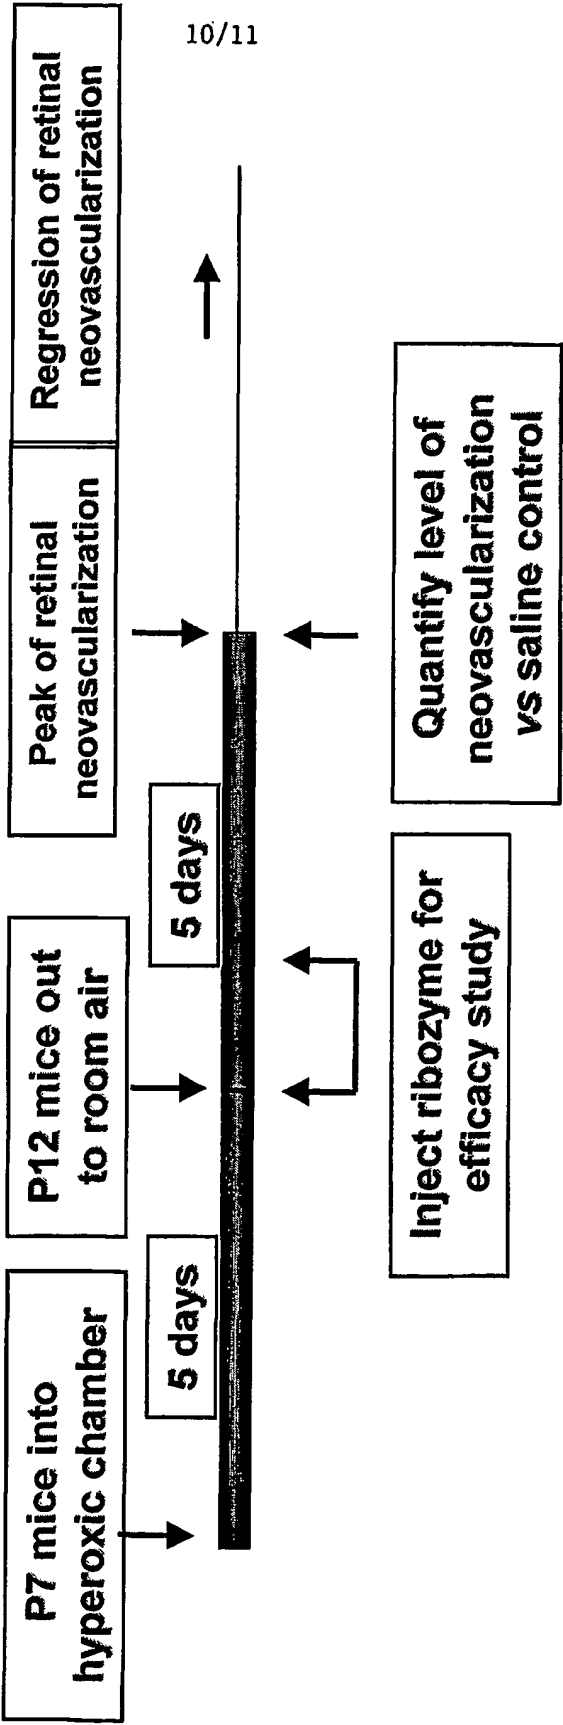 10/11
P7 mice into
hyperoxic chamber
P12 mice out
to room air
Peak of retinal
neovascularization
Regression of retinal
neovascularization
5 days
5 days
Inject ribozyme for
efficacy study
Quantify level of
neovascularization
vs saline control